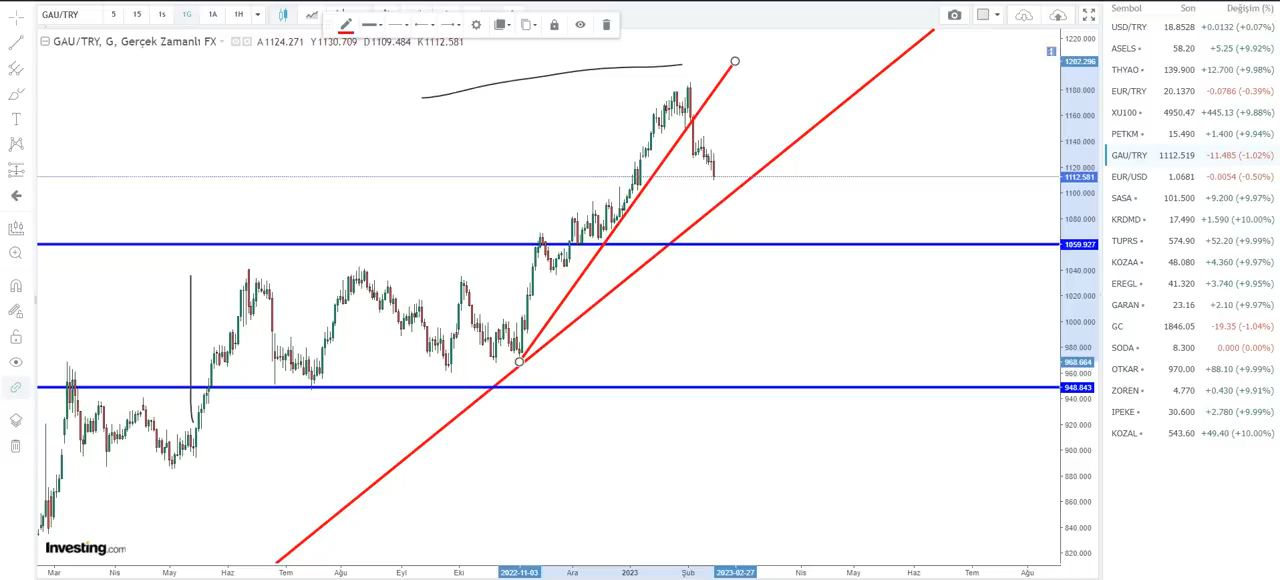 GAU/TRY 5 15 1s 1G 1A 1H
GAU/TRY, G, Gerçek Zamanlı FX A1124.271 Y1130.709 D1109.484 K1112.581
1220.000
1202.296
1180.000
1160.000
1140.000
1120.000
1112.581
1100.000
1080.000
1059.927
1040.000
1020.000
1000.000
980.000
968.664
960.000
948.843
940.000
920.000
900.000
880.000
860.000
840.000
820.000
Investing.com
Mar Nis May Haz Tem Ağu Eyl Eki 2022-11-03 Ara 2023 Şub 2023-02-27 Nis May Haz Tem Ağu
Sembol Son Değişim (%)
USD/TRY 18.8528 +0.0132 (+0.07%)
ASELS 58.20 +5.25 (+9.92%)
THYAO 139.900 +12.700 (+9.98%)
EUR/TRY 20.1370 -0.0786 (-0.39%)
XU100 4950.47 +445.13 (+9.88%)
PETKM 15.490 +1.400 (+9.94%)
GAU/TRY 1112.519 -11.485 (-1.02%)
EUR/USD 1.0681 -0.0054 (-0.50%)
SASA 101.500 +9.200 (+9.97%)
KRDMD 17.490 +1.590 (+10.00%)
TUPRS 574.90 +52.20 (+9.99%)
KOZAA 48.080 +4.360 (+9.97%)
EREGL 41.320 +3.740 (+9.95%)
GARAN 23.16 +2.10 (+9.97%)
GC 1846.05 -19.35 (-1.04%)
SODA 8.300 0.000 (0.00%)
OTKAR 970.00 +88.10 (+9.99%)
ZOREN 4.770 +0.430 (+9.91%)
IPEKE 30.600 +2.780 (+9.99%)
KOZAL 543.60 +49.40 (+10.00%)